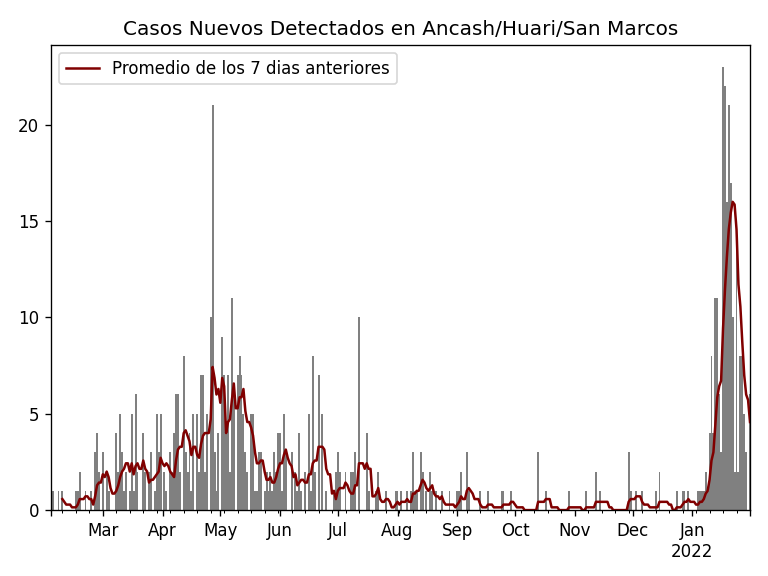 Casos Nuevos Detectados en Ancash/Huari/San Marcos
Promedio de los 7 dias anteriores
20
15
10
5
0
Mar Apr May Jun Jul Aug Sep Oct Nov Dec Jan
2022